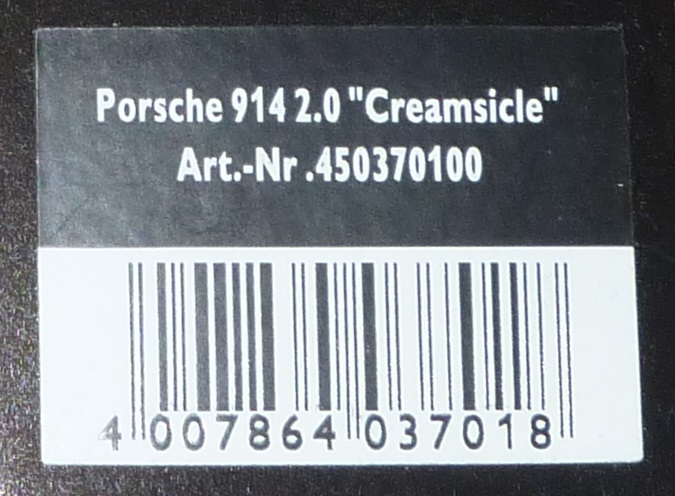 Porsche 914 2.0 "Creamsicle"
Art.-Nr .450370100
4 007864 037018